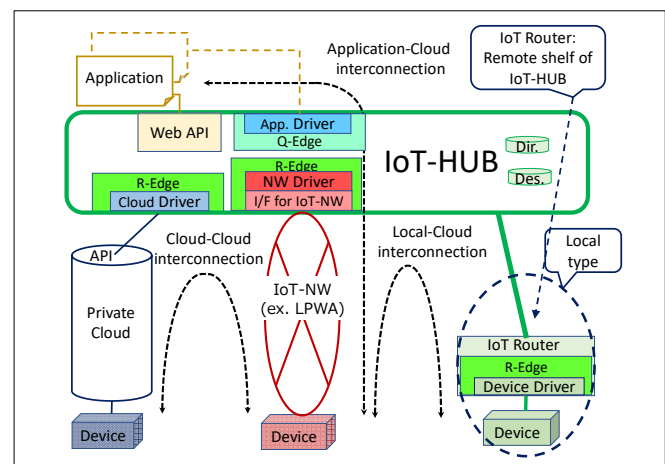 Application
Application-Cloud
interconnection
IoT Router:
Remote shelf of
IoT-HUB
Web API
App. Driver
Q-Edge
IoT-HUB
Dir.
Des.
R-Edge
Cloud Driver
R-Edge
NW Driver
I/F for IoT-NW
API
Cloud-Cloud
interconnection
Local-Cloud
interconnection
Local
type
Private
Cloud
IoT-NW
(ex. LPWA)
IoT Router
R-Edge
Device Driver
Device
Device
Device